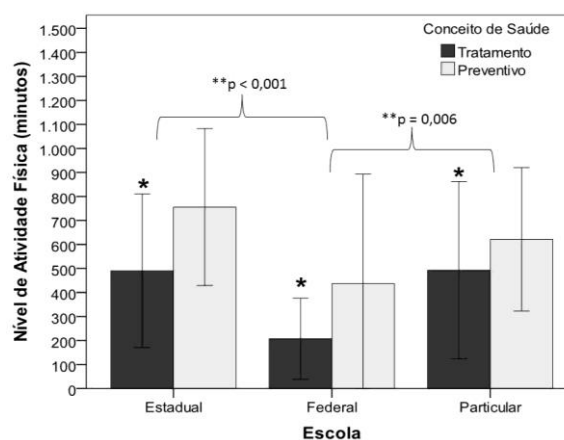 Nível de Atividade Física (minutos)
1.500
1.400
1.300
1.200
1.100
1.000
900
800
700
600
500
400
300
200
100
0
Conceito de Saúde
Tratamento
Preventivo
**p < 0,001
**p = 0,006
*
*
*
Estadual Federal Particular
Escola